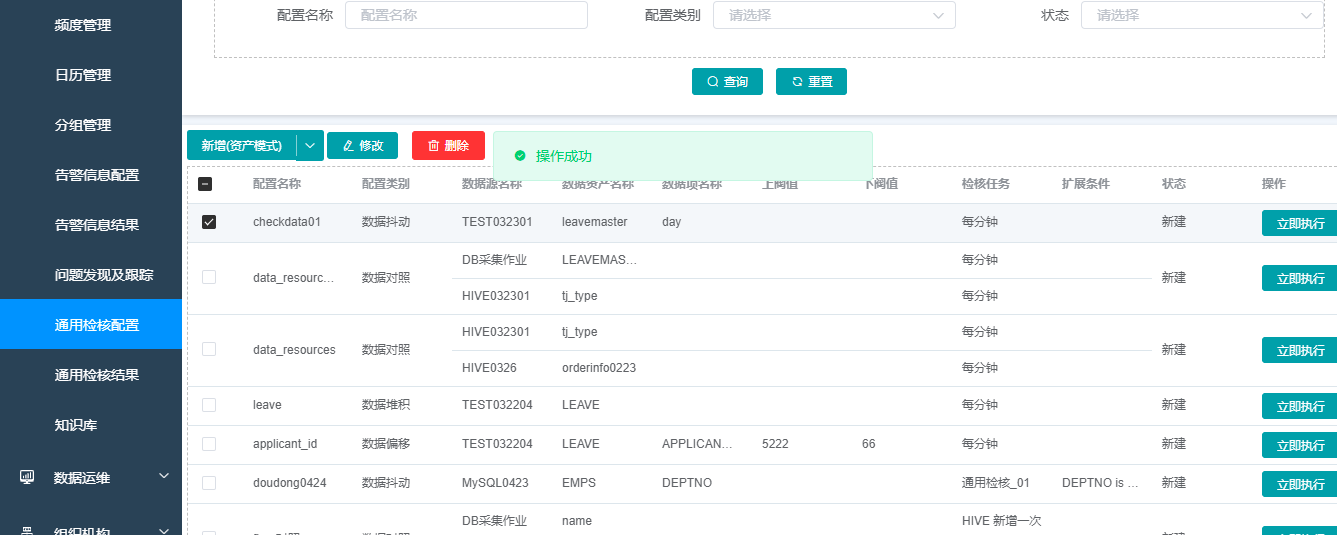 频度管理
日历管理
分组管理
告警信息配置
告警信息结果
问题发现及跟踪
通用检核配置
通用检核结果
知识库
数据运维
组织机构
配置名称 配置名称 配置类别 请选择 状态 请选择
查询 重置
新增(资产模式) 修改 删除
操作成功
配置名称 配置类别 数据源名称 数据资产名称 数据项名称 上阀值 下阀值 检核任务 扩展条件 状态 操作
checkdata01 数据抖动 TEST032301 leavemaster day 每分钟 新建 立即执行
DB采集作业 LEAVEMAS... 每分钟
data_resourc... 数据对照 新建 立即执行
HIVE032301 tj_type 每分钟
HIVE032301 tj_type 每分钟
data_resources 数据对照 新建 立即执行
HIVE0326 orderinfo0223 每分钟
leave 数据堆积 TEST032204 LEAVE 每分钟 新建 立即执行
applicant_id 数据偏移 TEST032204 LEAVE APPLICAN... 5222 66 每分钟 新建 立即执行
doudong0424 数据抖动 MySQL0423 EMPS DEPTNO 通用检核_01 DEPTNO is ... 新建 立即执行
DB采集作业 name HIVE 新增一次